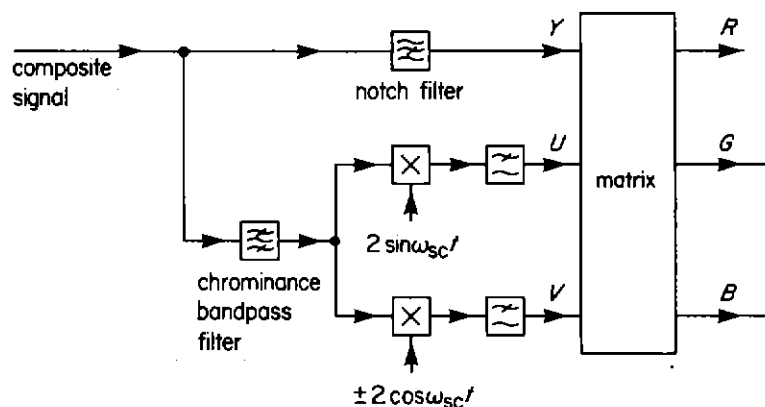 composite
signal
notch filter
Y
R
U
G
matrix
2 sinω_sc t
chrominance
bandpass
filter
V
B
±2 cosω_sc t